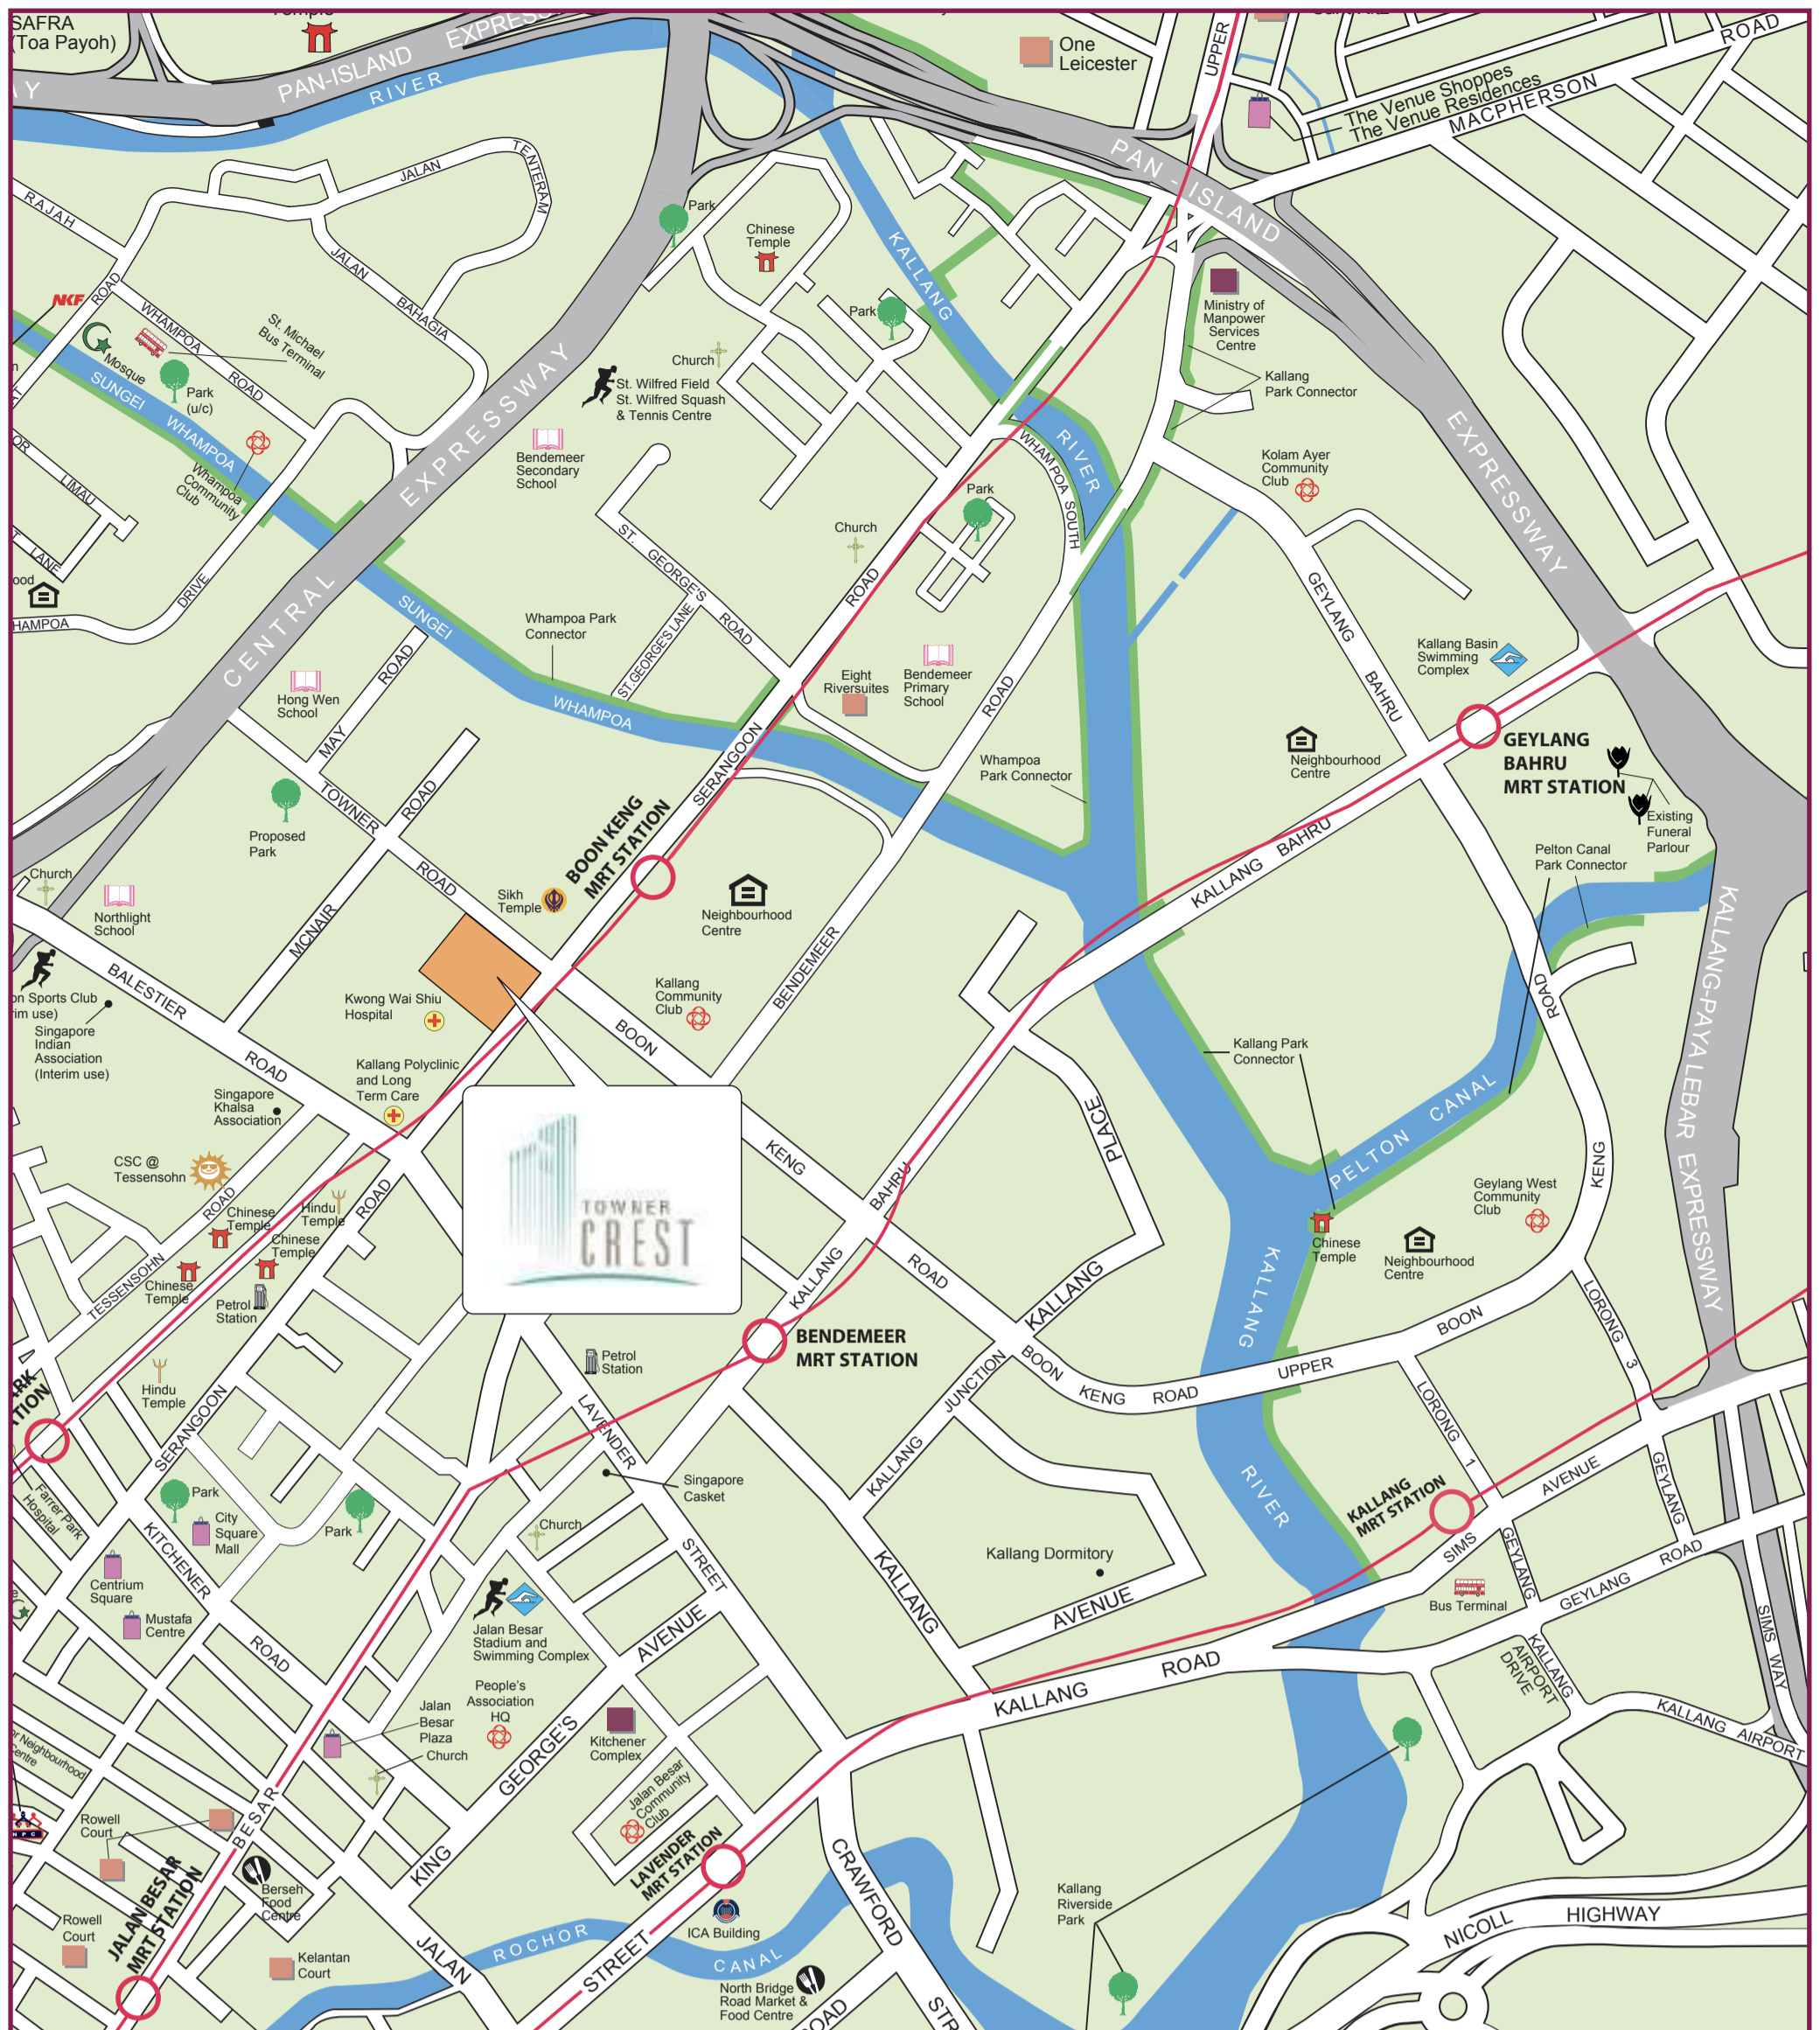 SAFRA
(Toa Payoh)
Temple
PAN-ISLAND
EXPRESS
RIVER
One
Leicester
UPPER
ROAD
The Venue Shoppes
The Venue Residences
MACPHERSON
PAN - ISLAND
EXPRESSWAY
RAJAH
ROAD
JALAN
TENTERAM
JALAN
BAHAGIA
Park
Chinese
Temple
KALLANG
RIVER
Park
Ministry of
Manpower
Services
Centre
Kallang
Park Connector
NKF
Mosque
WHAMPOA
ROAD
St. Michael
Bus Terminal
Park
(u/c)
SUNGEI
WHAMPOA
Whampoa
Community
Club
Church
St. Wilfred Field
St. Wilfred Squash
& Tennis Centre
Bendemeer
Secondary
School
CENTRAL
EXPRESSWAY
LIMAU
LANE
DRIVE
Kolam Ayer
Community
Club
WHAMPOA SOUTH
Park
Church
ROAD
ST. GEORGE'S
ROAD
ST.GEORGE'S LANE
SUNGEI
WHAMPOA
Whampoa Park
Connector
GEYLANG
BAHRU
Kallang Basin
Swimming
Complex
Hong Wen
School
MAY
ROAD
Eight
Riversuites
Bendemeer
Primary
School
ROAD
Whampoa
Park Connector
Neighbourhood
Centre
GEYLANG
BAHRU
MRT STATION
Existing
Funeral
Parlour
Proposed
Park
TOWNER
ROAD
MCNAIR
ROAD
SERANGOON
BOON KENG
MRT STATION
Sikh
Temple
Neighbourhood
Centre
KALLANG
BAHRU
Pelton Canal
Park Connector
Church
Northlight
School
BALESTIER
ROAD
BENDEMEER
ROAD
KALLANG-PAYA LEBAR EXPRESSWAY
on Sports Club
rim use)
Singapore
Indian
Association
(Interim use)
Kwong Wai Shiu
Hospital
Kallang
Community
Club
BOON
KENG
ROAD
Kallang Polyclinic
and Long
Term Care
Singapore
Khalsa
Association
Kallang Park
Connector
PELTON CANAL
PLACE
KALLANG
CSC @
Tessensohn
ROAD
TESSENSOHN
Chinese
Temple
Hindu
Temple
Chinese
Temple
Chinese
Temple
Petrol
Station
ROAD
TOWNER
CREST
BAHRU
KALLANG
Geylang West
Community
Club
KENG
Chinese
Temple
Neighbourhood
Centre
KALLANG
RIVER
BENDEMEER
MRT STATION
Petrol
Station
BOON
KENG
ROAD
UPPER
BOON
LORONG 3
LORONG 1
Hindu
Temple
SERANGOON
LAVENDER
STREET
JUNCTION
KALLANG
Singapore
Casket
KALLANG
MRT STATION
SIMS
AVENUE
GEYLANG
Farrer Park
Hospital
Park
City
Square
Mall
Park
Church
KITCHENER
ROAD
Centrium
Square
Mustafa
Centre
Jalan Besar
Stadium and
Swimming Complex
AVENUE
KALLANG
Kallang Dormitory
AVENUE
Bus Terminal
GEYLANG
GEYLANG
ROAD
SIMS WAY
KALLANG
AIRPORT
DRIVE
KALLANG AIRPORT
People's
Association
HQ
Kitchener
Complex
Jalan
Besar
Plaza
Church
KALLANG
ROAD
or Neighbourhood
Centre
NPC
Rowell
Court
BESAR
KING
GEORGE'S
Jalan Besar
Community
Club
LAVENDER
MRT STATION
JALAN BESAR
MRT STATION
Berseh
Food
Centre
Rowell
Court
Kelantan
Court
JALAN
ROCHOR
CANAL
STREET
ICA Building
CRAWFORD
North Bridge
Road Market &
Food Centre
Kallang
Riverside
Park
NICOLL
HIGHWAY